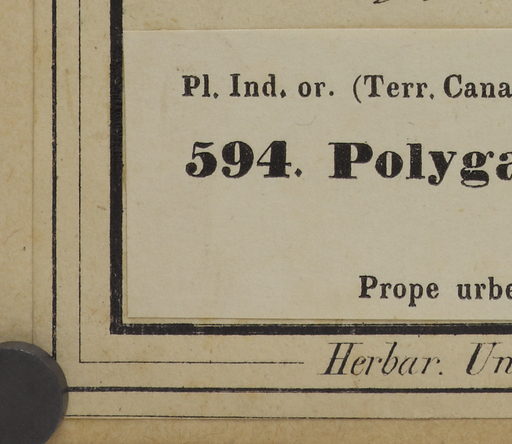 Pl. Ind. or. (Terr. Cana
594. Polyga
Prope urbe
Herbar. Un